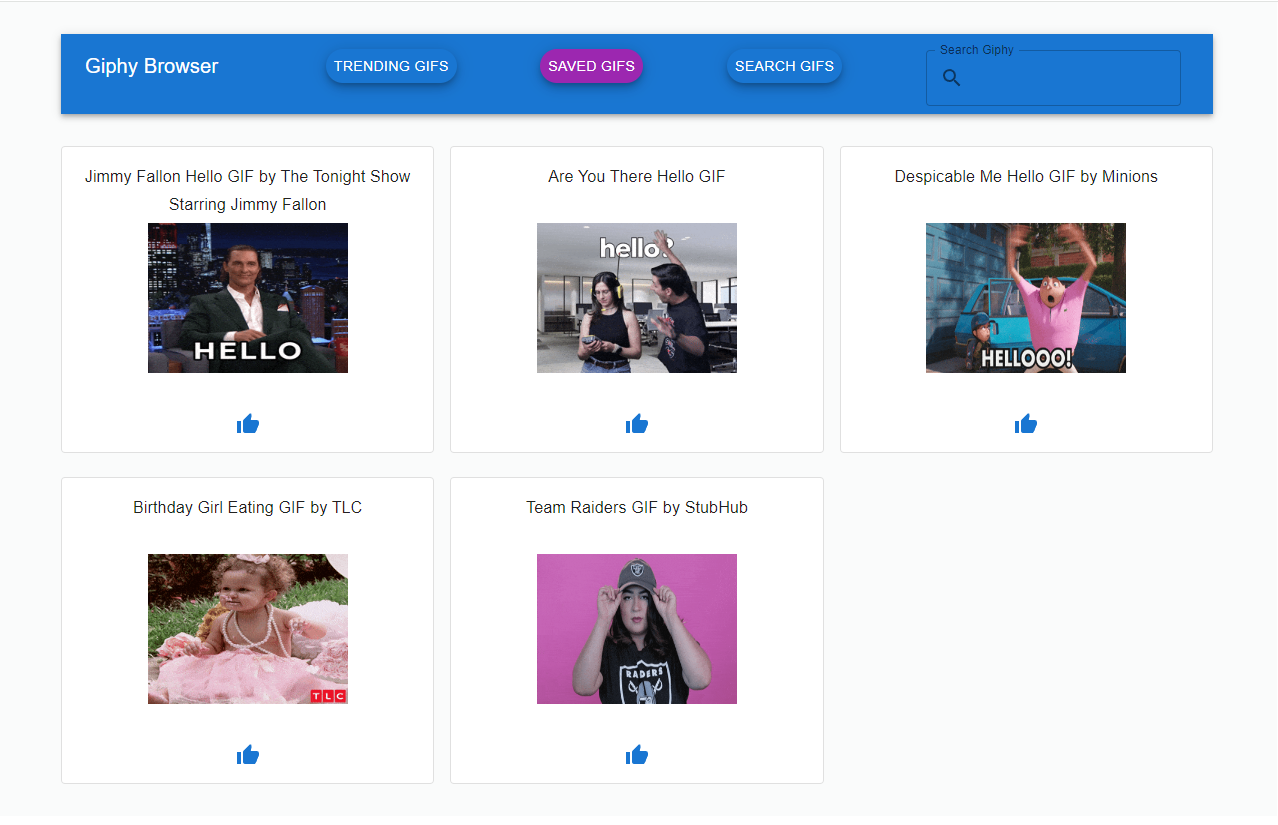 Giphy Browser
TRENDING GIFS
SAVED GIFS
SEARCH GIFS
Search Giphy
Jimmy Fallon Hello GIF by The Tonight Show
Starring Jimmy Fallon
HELLO
Are You There Hello GIF
hello?
Despicable Me Hello GIF by Minions
HELLOOO!
Birthday Girl Eating GIF by TLC
TLC
Team Raiders GIF by StubHub
RAIDERS